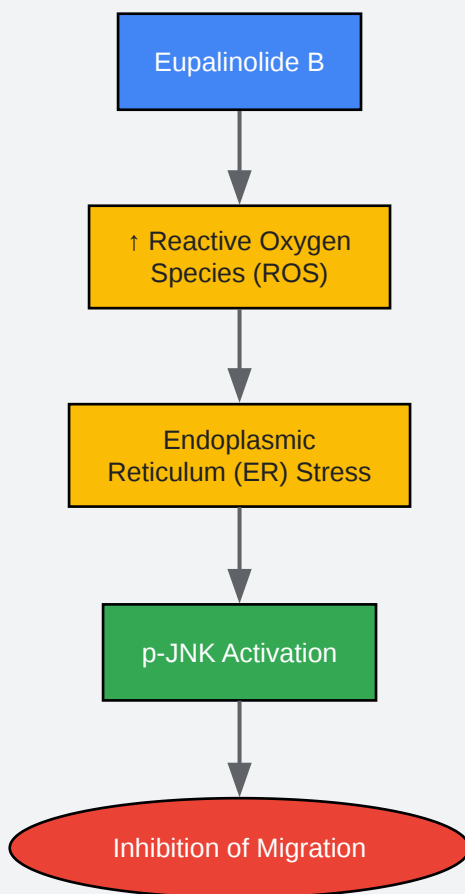 Eupalinolide B
↑ Reactive Oxygen
Species (ROS)
Endoplasmic
Reticulum (ER) Stress
p-JNK Activation
Inhibition of Migration